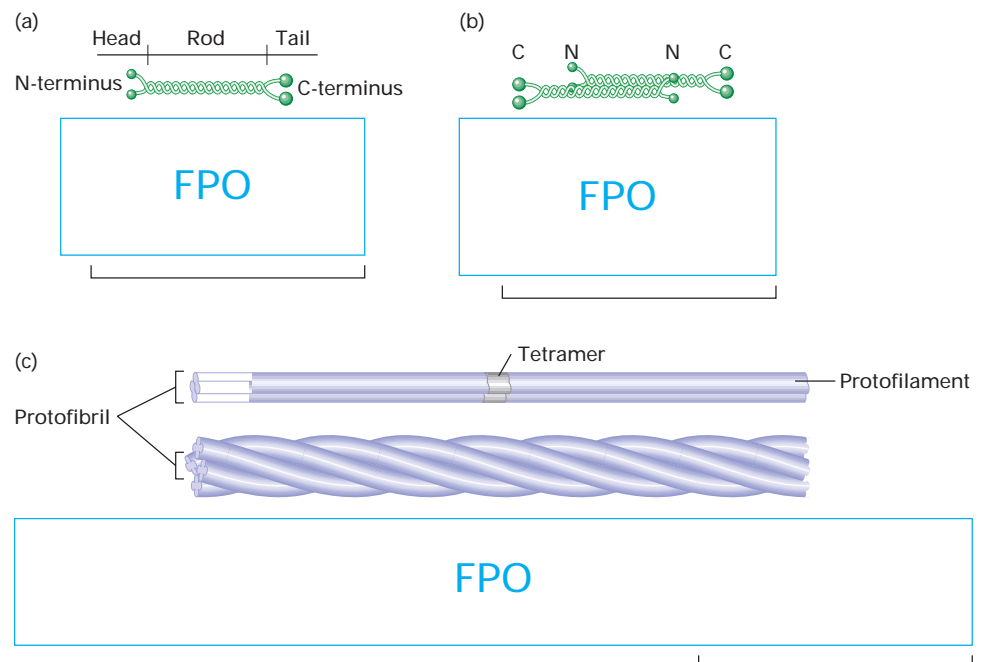 (a)
Head Rod Tail
N-terminus
C-terminus
FPO
(b)
C N N C
FPO
(c)
Tetramer
Protofilament
Protofibril
FPO